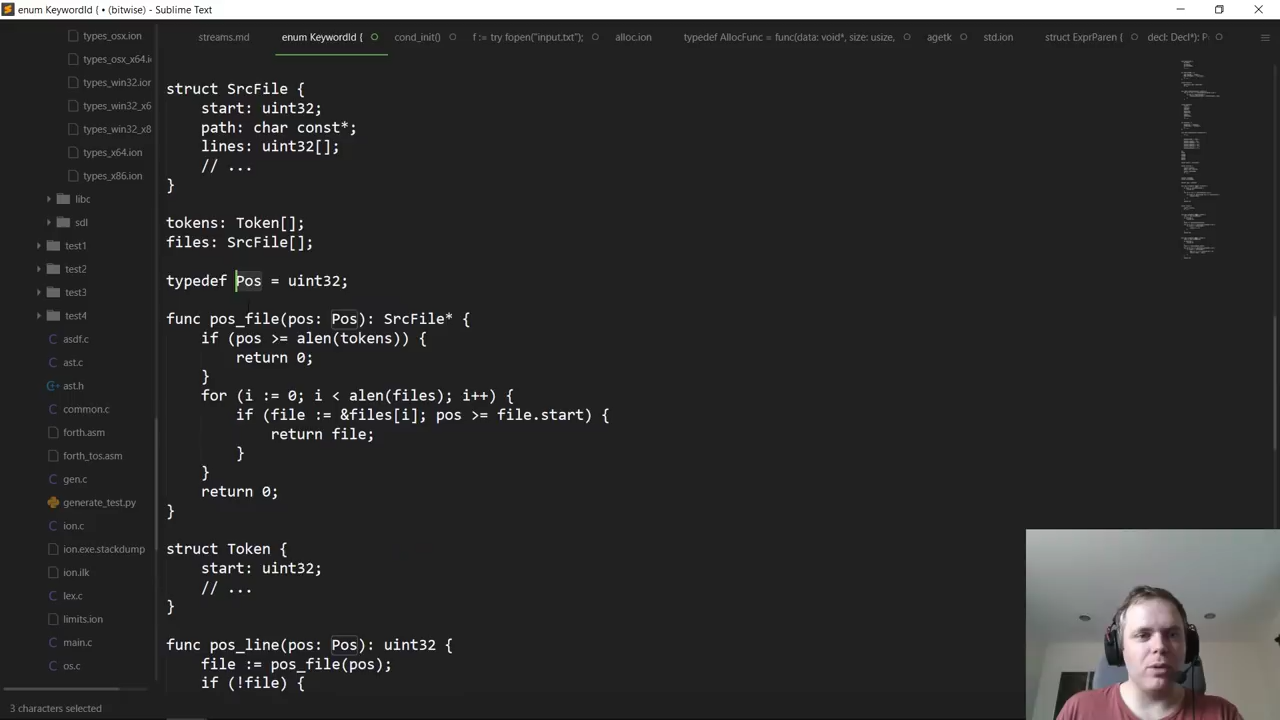 enum KeywordId { • (bitwise) - Sublime Text
streams.md
enum KeywordId {
cond_init()
f := try fopen("input.txt");
alloc.ion
typedef AllocFunc = func(data: void*, size: usize,
agetk
std.ion
struct ExprParen {
decl: Decl*): P
types_osx.ion
types_osx_x64.i
types_win32.ion
types_win32_x6
types_win32_x8
types_x64.ion
types_x86.ion
libc
sdl
test1
test2
test3
test4
asdf.c
ast.c
ast.h
common.c
forth.asm
forth_tos.asm
gen.c
generate_test.py
ion.c
ion.exe.stackdump
ion.ilk
lex.c
limits.ion
main.c
os.c
struct SrcFile {
start: uint32;
path: char const*;
lines: uint32[];
// ...
}
tokens: Token[];
files: SrcFile[];
typedef Pos = uint32;
func pos_file(pos: Pos): SrcFile* {
if (pos >= alen(tokens)) {
return 0;
}
for (i := 0; i < alen(files); i++) {
if (file := &files[i]; pos >= file.start) {
return file;
}
}
return 0;
}
struct Token {
start: uint32;
// ...
}
func pos_line(pos: Pos): uint32 {
file := pos_file(pos);
if (!file) {
3 characters selected